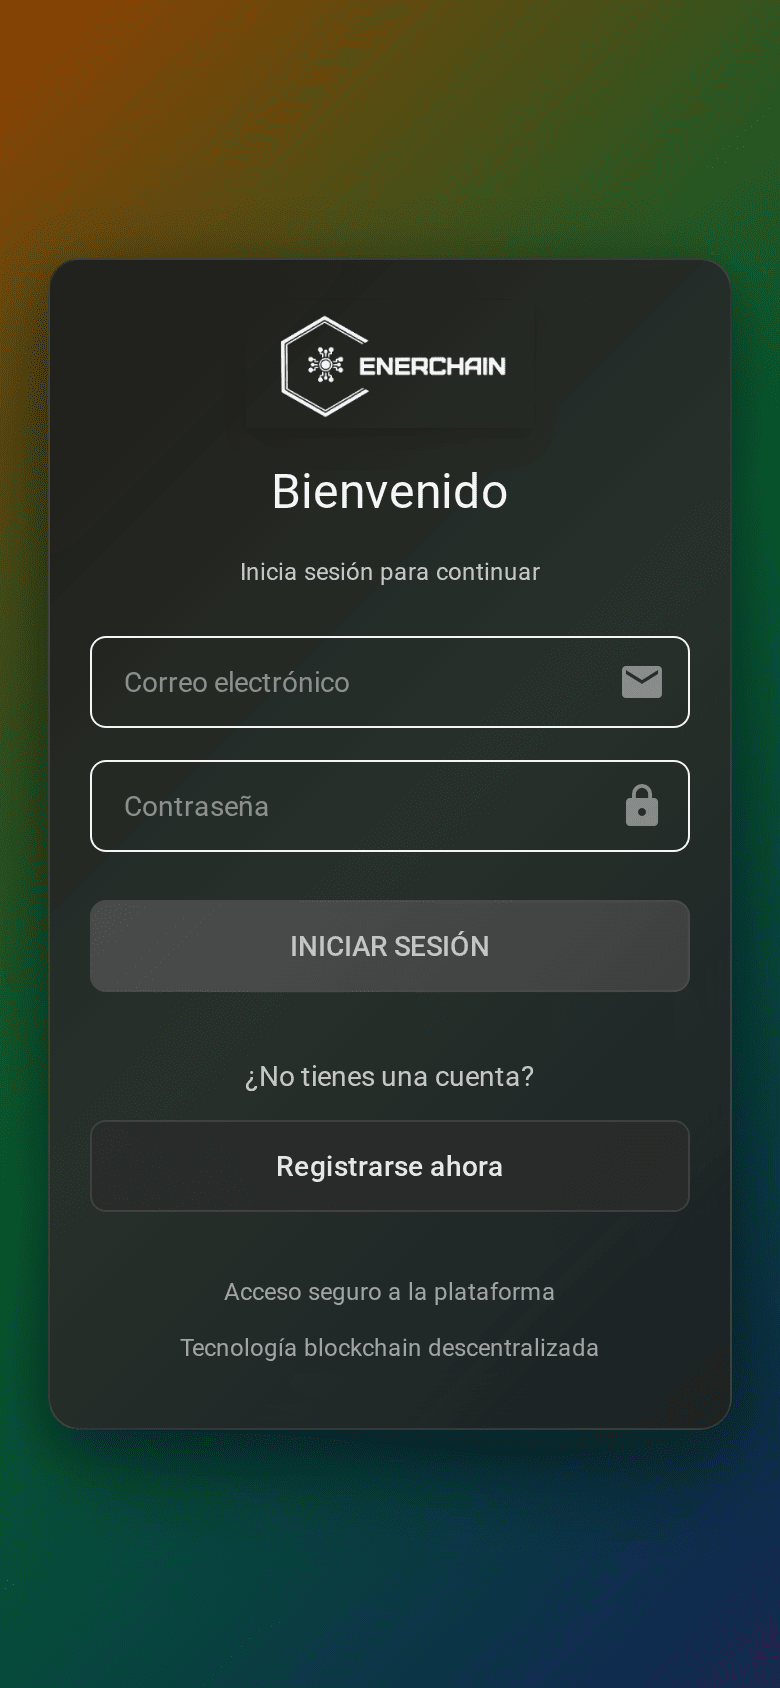 ENERCHAIN
Bienvenido
Inicia sesión para continuar
Correo electrónico
Contraseña
INICIAR SESIÓN
¿No tienes una cuenta?
Registrarse ahora
Acceso seguro a la plataforma
Tecnología blockchain descentralizada